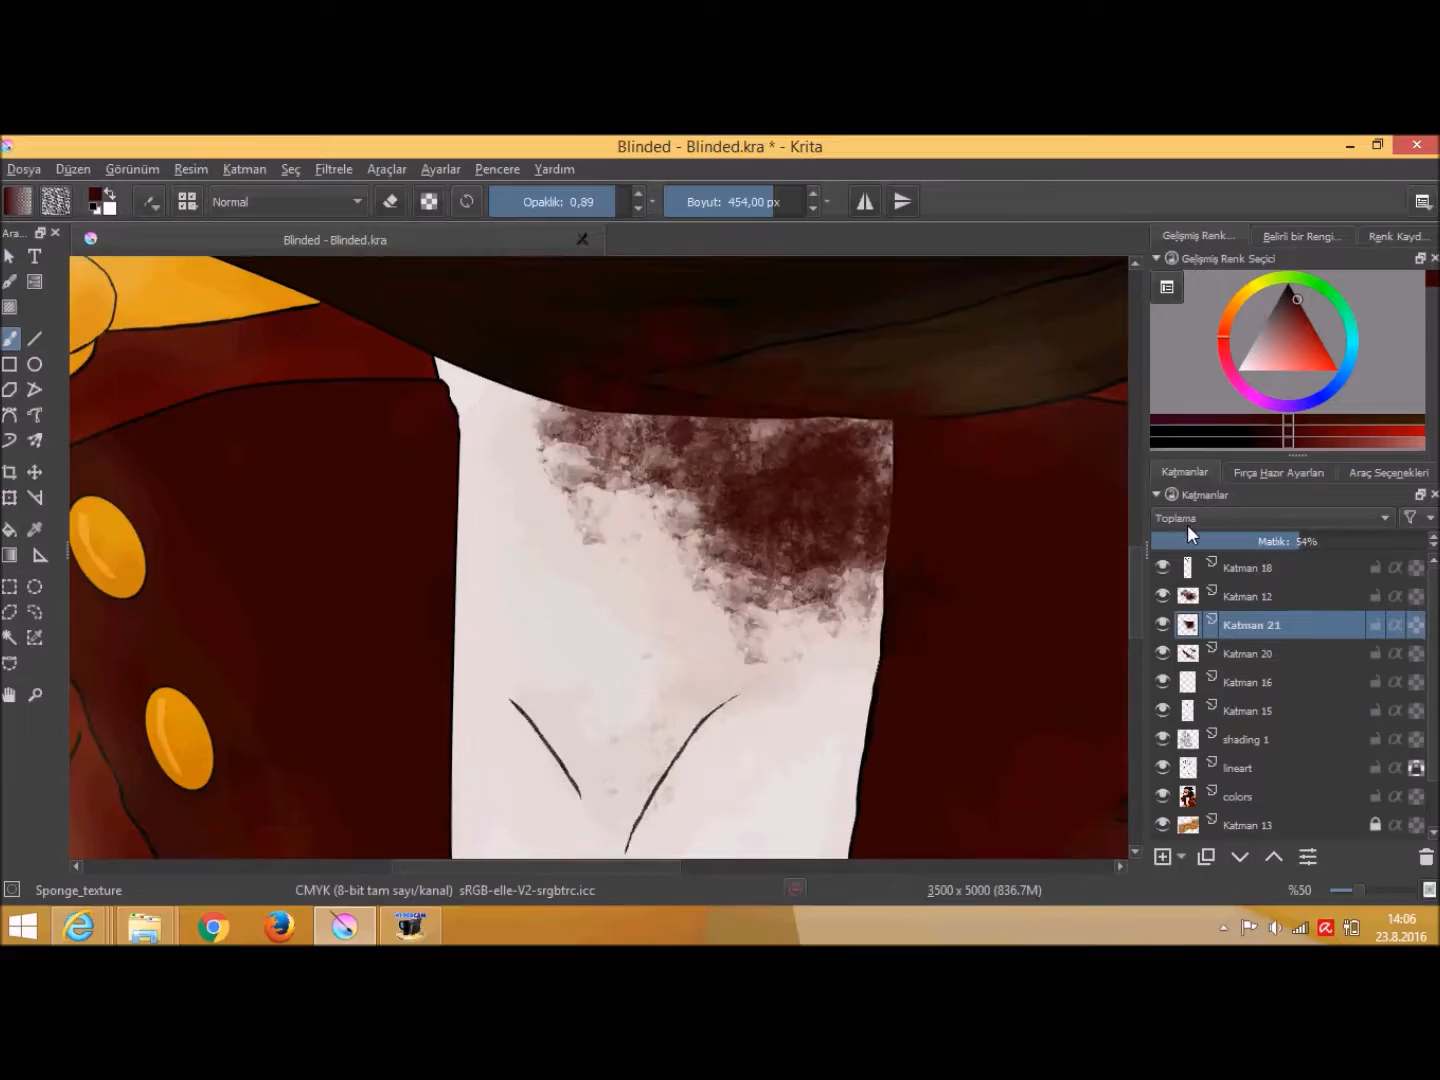 Blinded - Blinded.kra * - Krita
Dosya Düzen Görünüm Resim Katman Seç Filtrele Araçlar Ayarlar Pencere Yardım
Normal Opaklık: 0,89 Boyut: 454,00 px
Ara... Blinded - Blinded.kra Gelişmiş Renk... Belirli bir Rengi... Renk Kayd...
Gelişmiş Renk Seçici
Katmanlar Fırça Hazır Ayarları Araç Seçenekleri
Katmanlar
Toplama
Matlık: 54%
Katman 18
Katman 12
Katman 21
Katman 20
Katman 16
Katman 15
shading 1
lineart
colors
Katman 13
Sponge_texture CMYK (8-bit tam sayı/kanal) sRGB-elle-V2-srgbtrc.icc 3500 x 5000 (836.7M) %50
HYPERCAM
14:06
23.8.2016